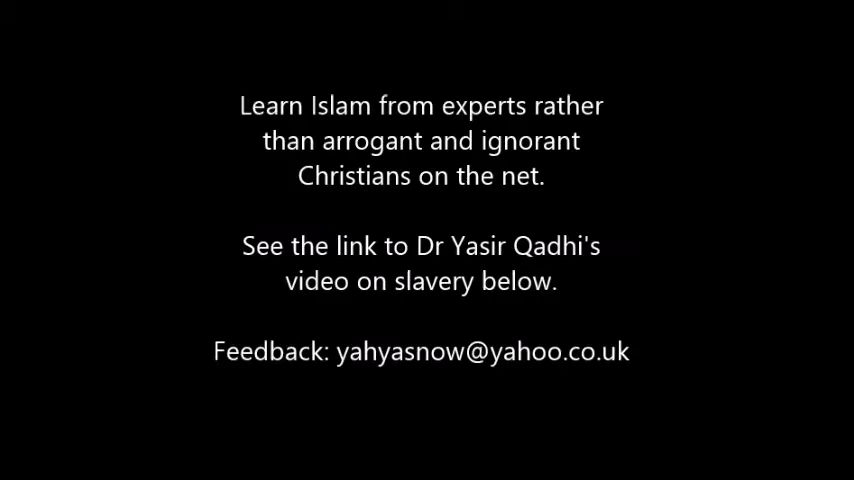 Learn Islam from experts rather
than arrogant and ignorant
Christians on the net.
See the link to Dr Yasir Qadhi's
video on slavery below.
Feedback: yahyasnow@yahoo.co.uk